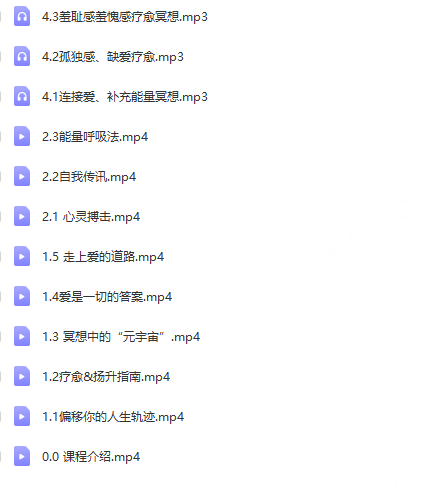 4.3羞耻感羞愧感疗愈冥想.mp3
4.2孤独感、缺爱疗愈.mp3
4.1连接爱、补充能量冥想.mp3
2.3能量呼吸法.mp4
2.2自我传讯.mp4
2.1 心灵搏击.mp4
1.5 走上爱的道路.mp4
1.4爱是一切的答案.mp4
1.3 冥想中的“元宇宙”.mp4
1.2疗愈&扬升指南.mp4
1.1偏移你的人生轨迹.mp4
0.0 课程介绍.mp4